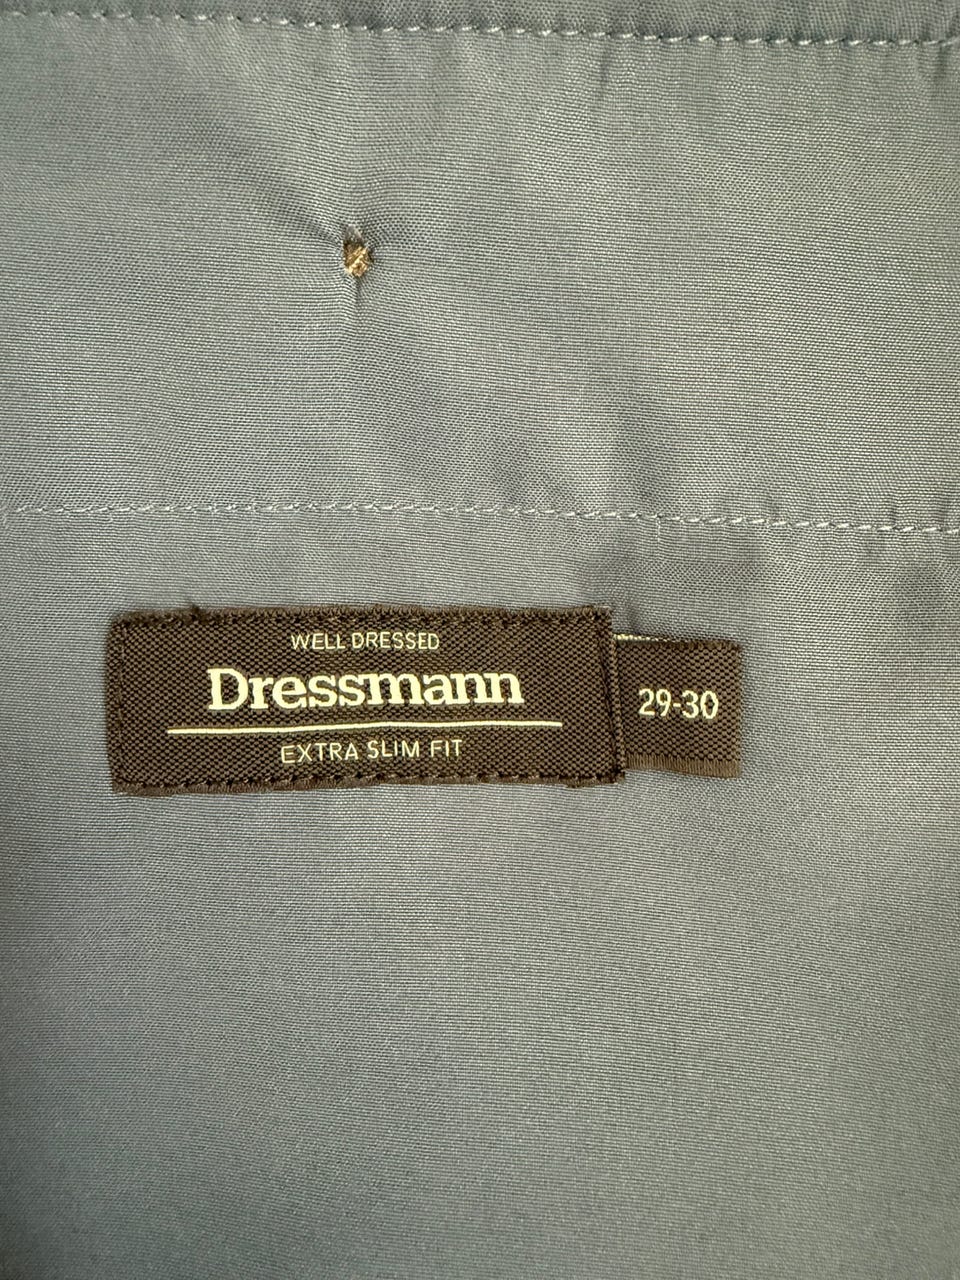 WELL DRESSED
Dressmann
EXTRA SLIM FIT
29-30